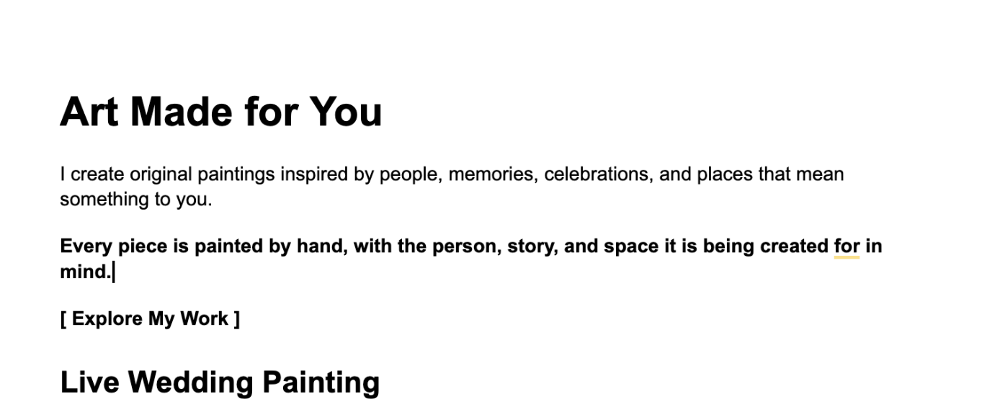 Art Made for You
I create original paintings inspired by people, memories, celebrations, and places that mean
something to you.
Every piece is painted by hand, with the person, story, and space it is being created for in
mind.
[ Explore My Work ]
Live Wedding Painting